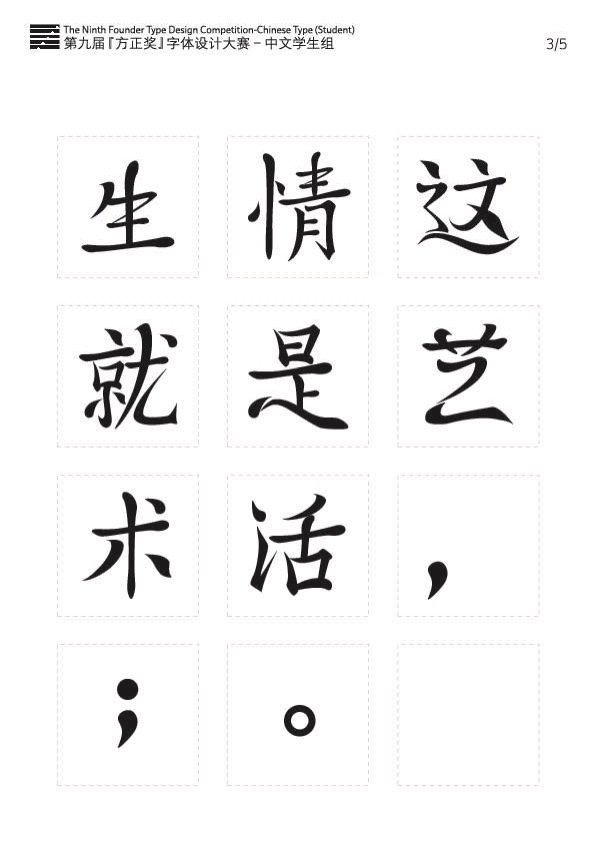 The Ninth Founder Type Design Competition-Chinese Type (Student)
第九届『方正奖』字体设计大赛 – 中文学生组
3/5
生情这
就是艺
术活，
；。